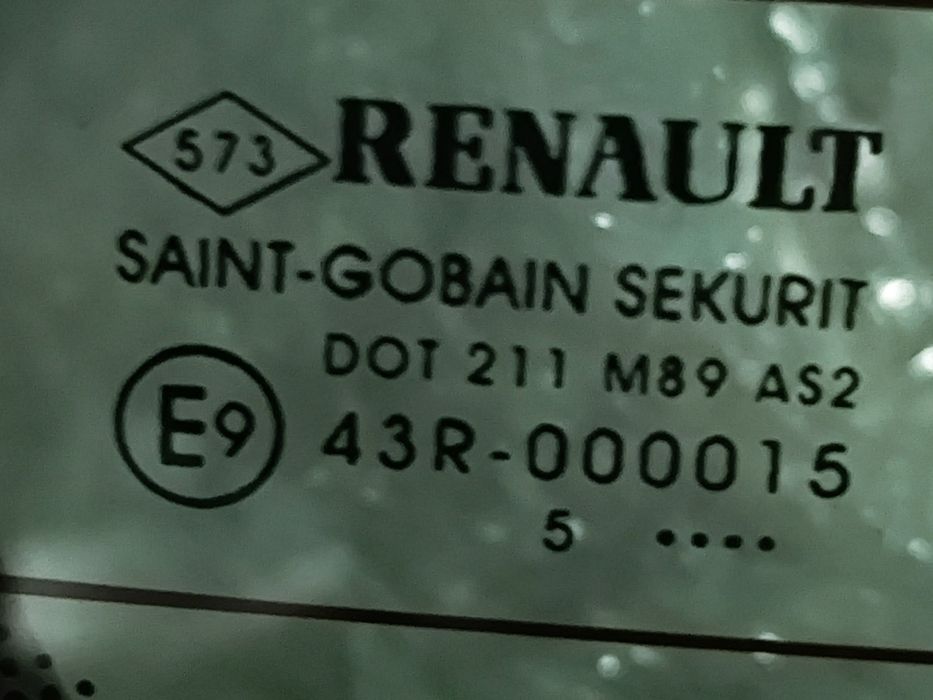 573 RENAULT
SAINT-GOBAIN SEKURIT
DOT 211 M89 AS2
E9 43R-000015
5 ••••